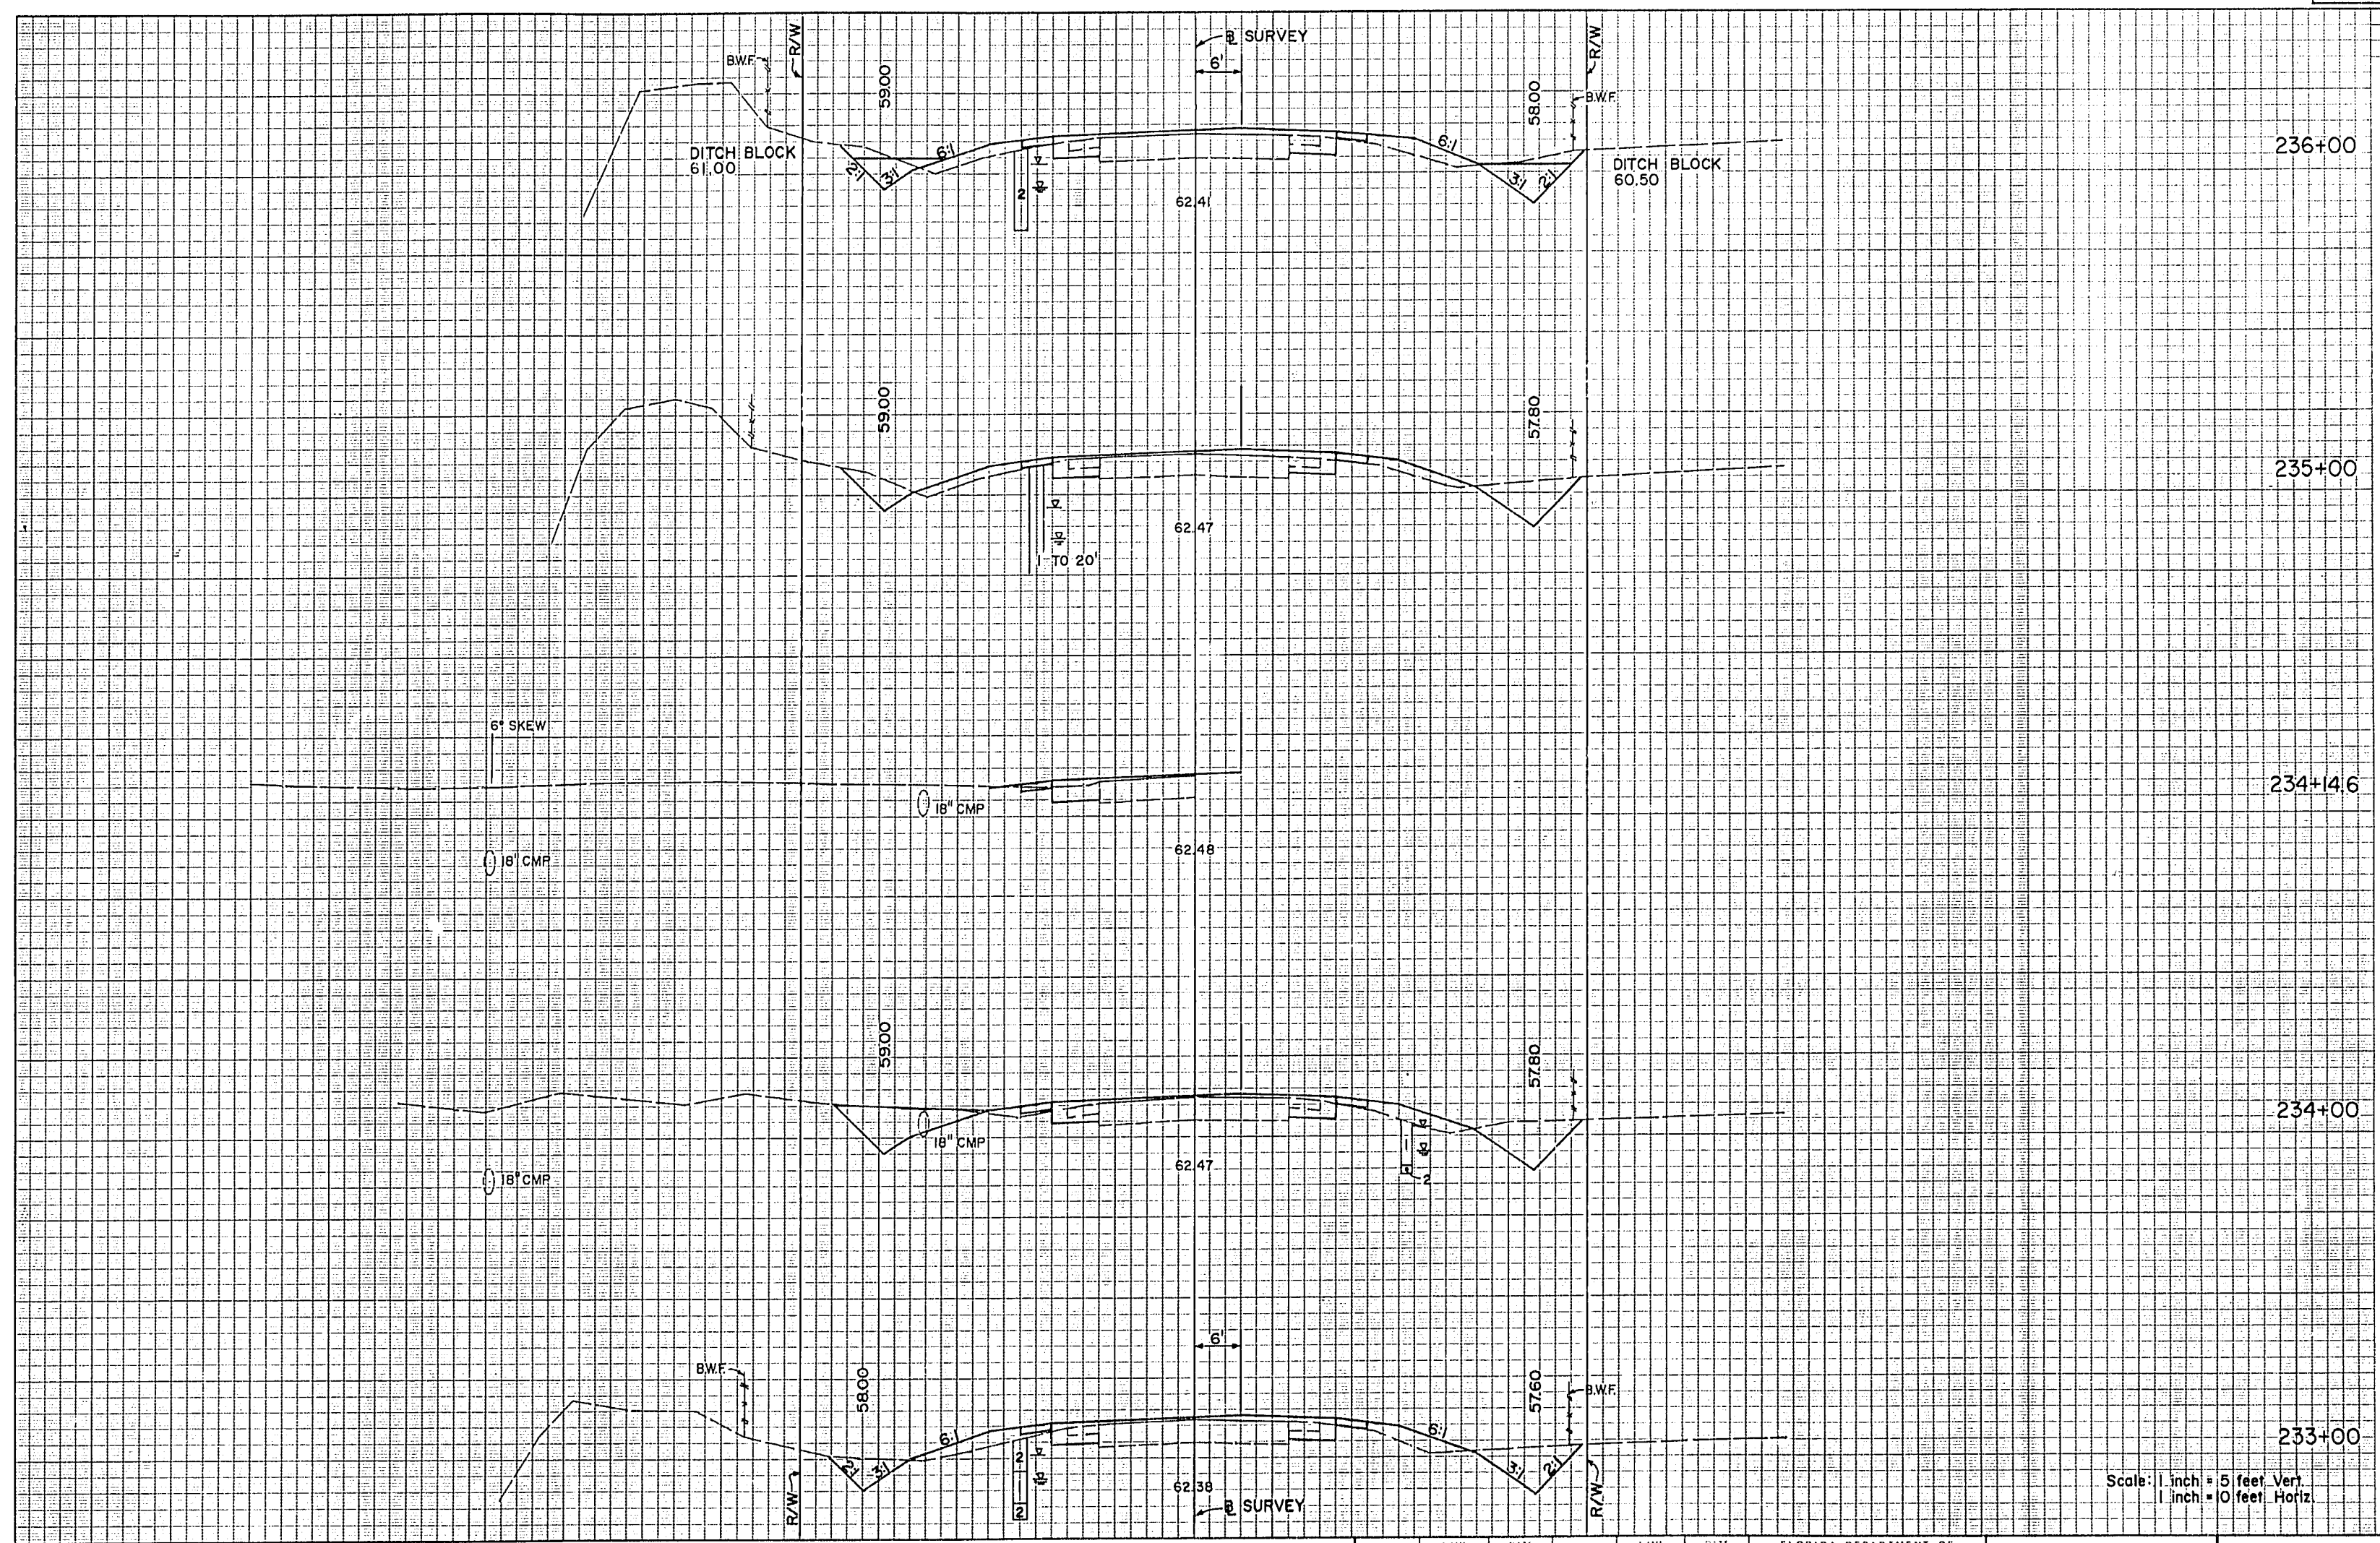 R/W
℄ SURVEY
R/W
B.W.F.
59.00
6'
58.00
B.W.F.
DITCH BLOCK
61.00
2:1
3:1
6:1
2
62.41
6:1
3:1
2:1
DITCH BLOCK
60.50
236+00
59.00
57.80
235+00
62.47
1 TO 20'
6° SKEW
234+14.6
18" CMP
62.48
18" CMP
59.00
57.80
234+00
18" CMP
62.47
18" CMP
2
6'
B.W.F.
58.00
57.60
B.W.F.
233+00
2:1
3:1
6:1
2
2
6:1
3:1
2:1
62.38
R/W
℄ SURVEY
R/W
Scale: 1 inch = 5 feet Vert.
1 inch = 10 feet Horiz.